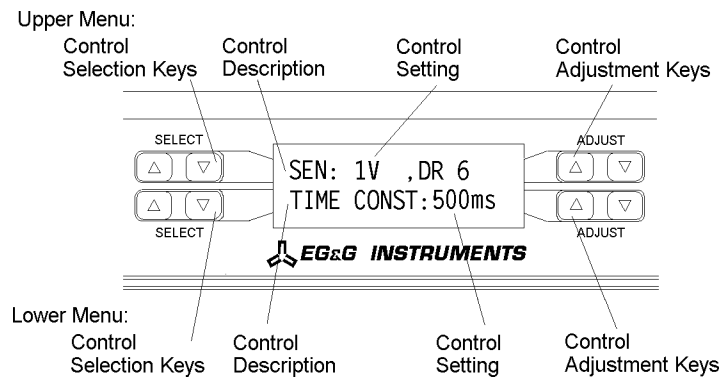 Upper Menu:
Control Selection Keys
Control Description
Control Setting
Control Adjustment Keys
SELECT
ADJUST
SEN: 1V ,DR 6
TIME CONST:500ms
SELECT
ADJUST
EG&G INSTRUMENTS
Lower Menu:
Control Selection Keys
Control Description
Control Setting
Control Adjustment Keys